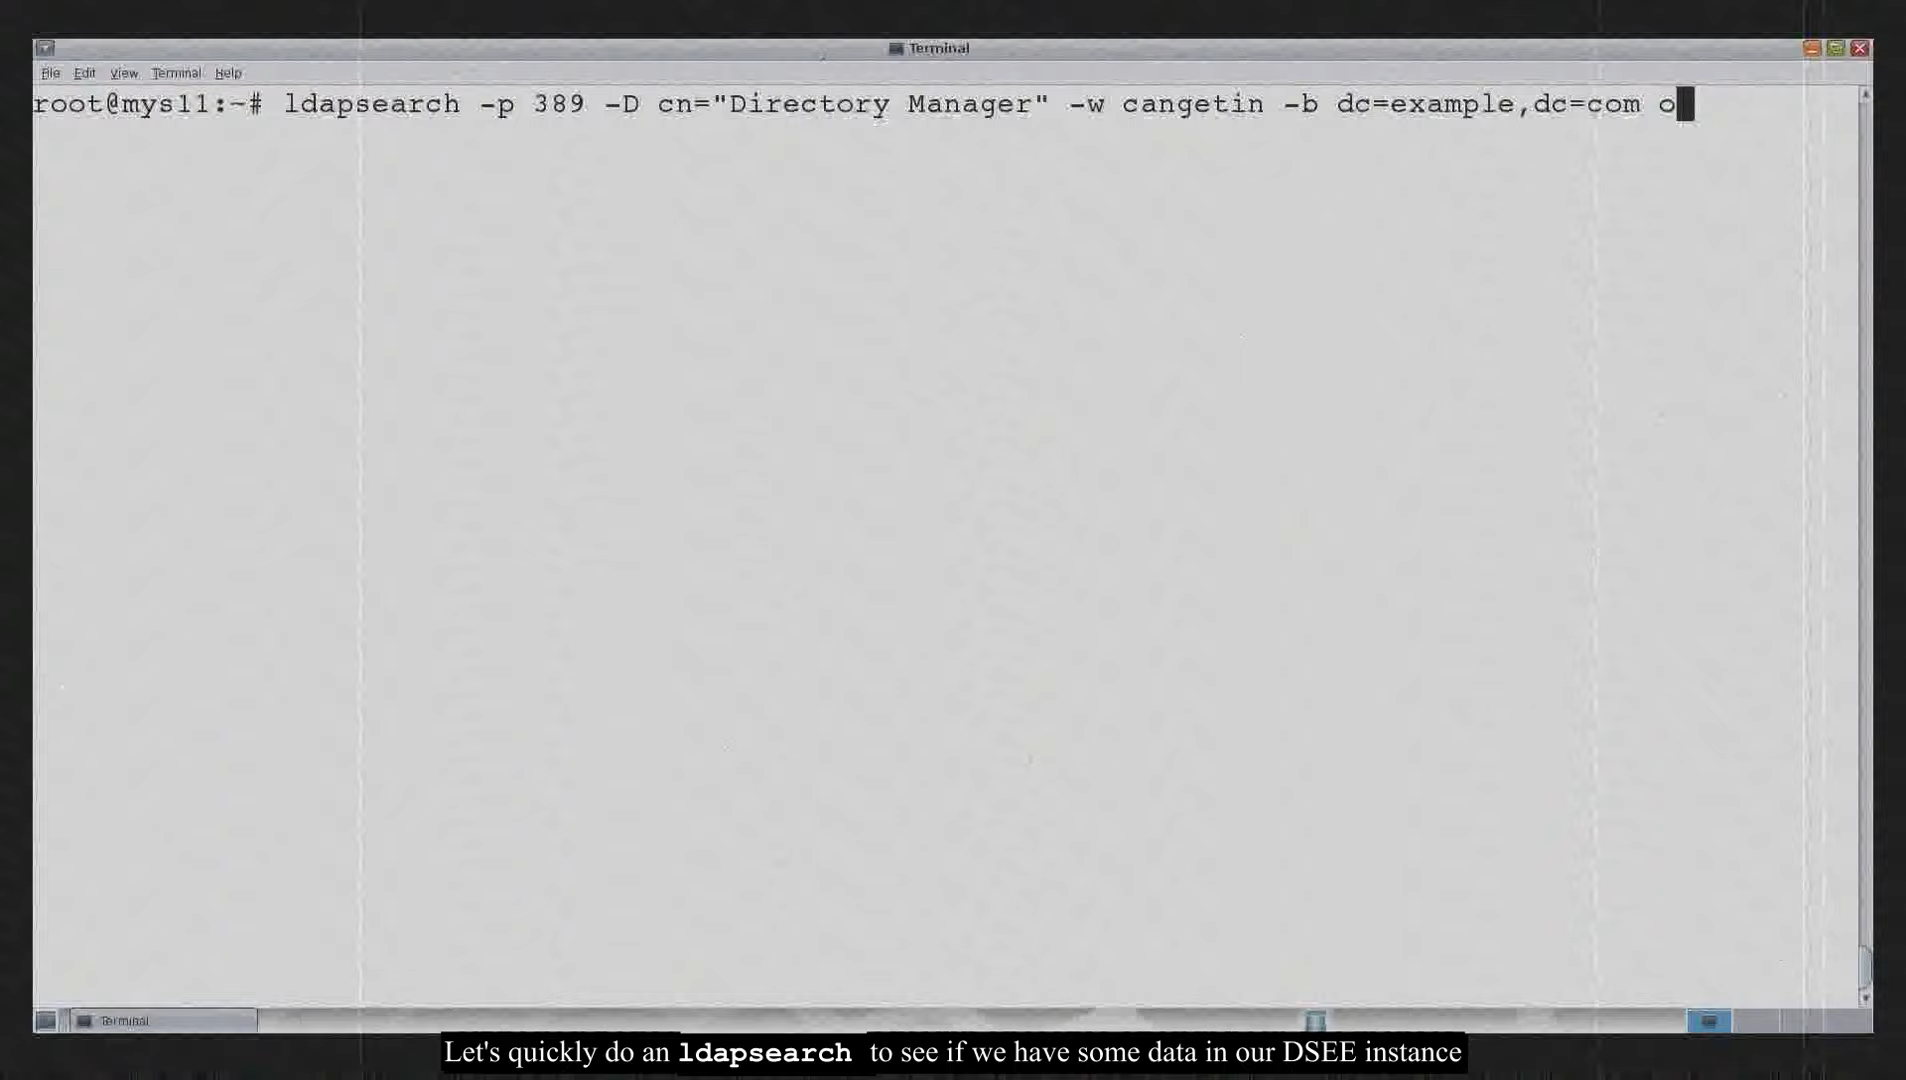 Terminal
File Edit View Terminal Help
root@mys11:~# ldapsearch -p 389 -D cn="Directory Manager" -w cangetin -b dc=example,dc=com o
Terminal
Let's quickly do an ldapsearch to see if we have some data in our DSEE instance